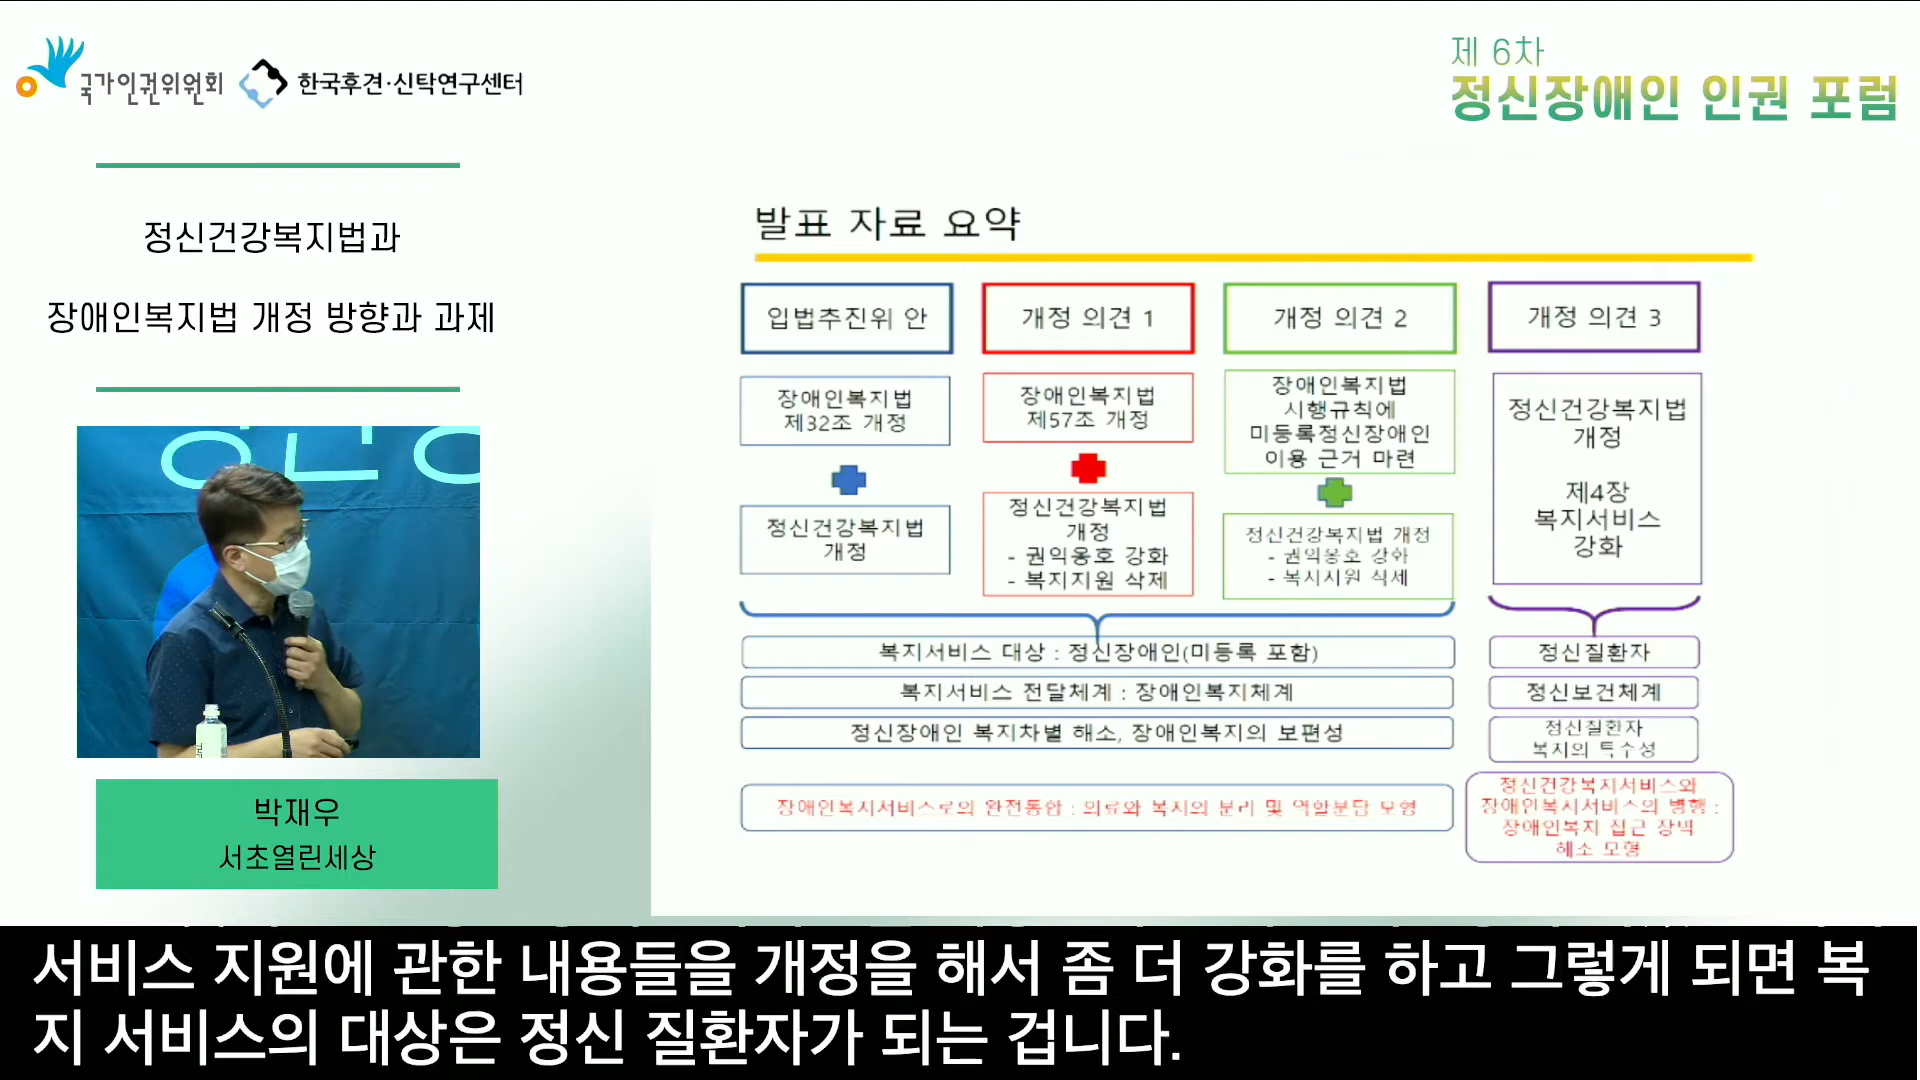 국가인권위원회
한국후견·신탁연구센터
제 6차
정신장애인 인권 포럼
정신건강복지법과
장애인복지법 개정 방향과 과제
박재우
서초열린세상
발표 자료 요약
입법추진위 안
개정 의견 1
개정 의견 2
개정 의견 3
장애인복지법
제32조 개정
정신건강복지법
개정
장애인복지법
제57조 개정
정신건강복지법
개정
- 권익옹호 강화
- 복지지원 삭제
장애인복지법
시행규칙에
미등록정신장애인
이용 근거 마련
정신건강복지법 개정
- 권익옹호 강화
- 복지지원 삭제
정신건강복지법
개정
제4장
복지서비스
강화
복지서비스 대상 : 정신장애인(미등록 포함)
복지서비스 전달체계 : 장애인복지체계
정신장애인 복지차별 해소, 장애인복지의 보편성
장애인복지서비스로의 완전통합 : 의료와 복지의 분리 및 역할분담 모형
정신질환자
정신보건체계
정신질환자
복지의 특수성
정신건강복지서비스와
장애인복지서비스의 병행 :
장애인복지 접근 장벽
해소 모형
서비스 지원에 관한 내용들을 개정을 해서 좀 더 강화를 하고 그렇게 되면 복
지 서비스의 대상은 정신 질환자가 되는 겁니다.